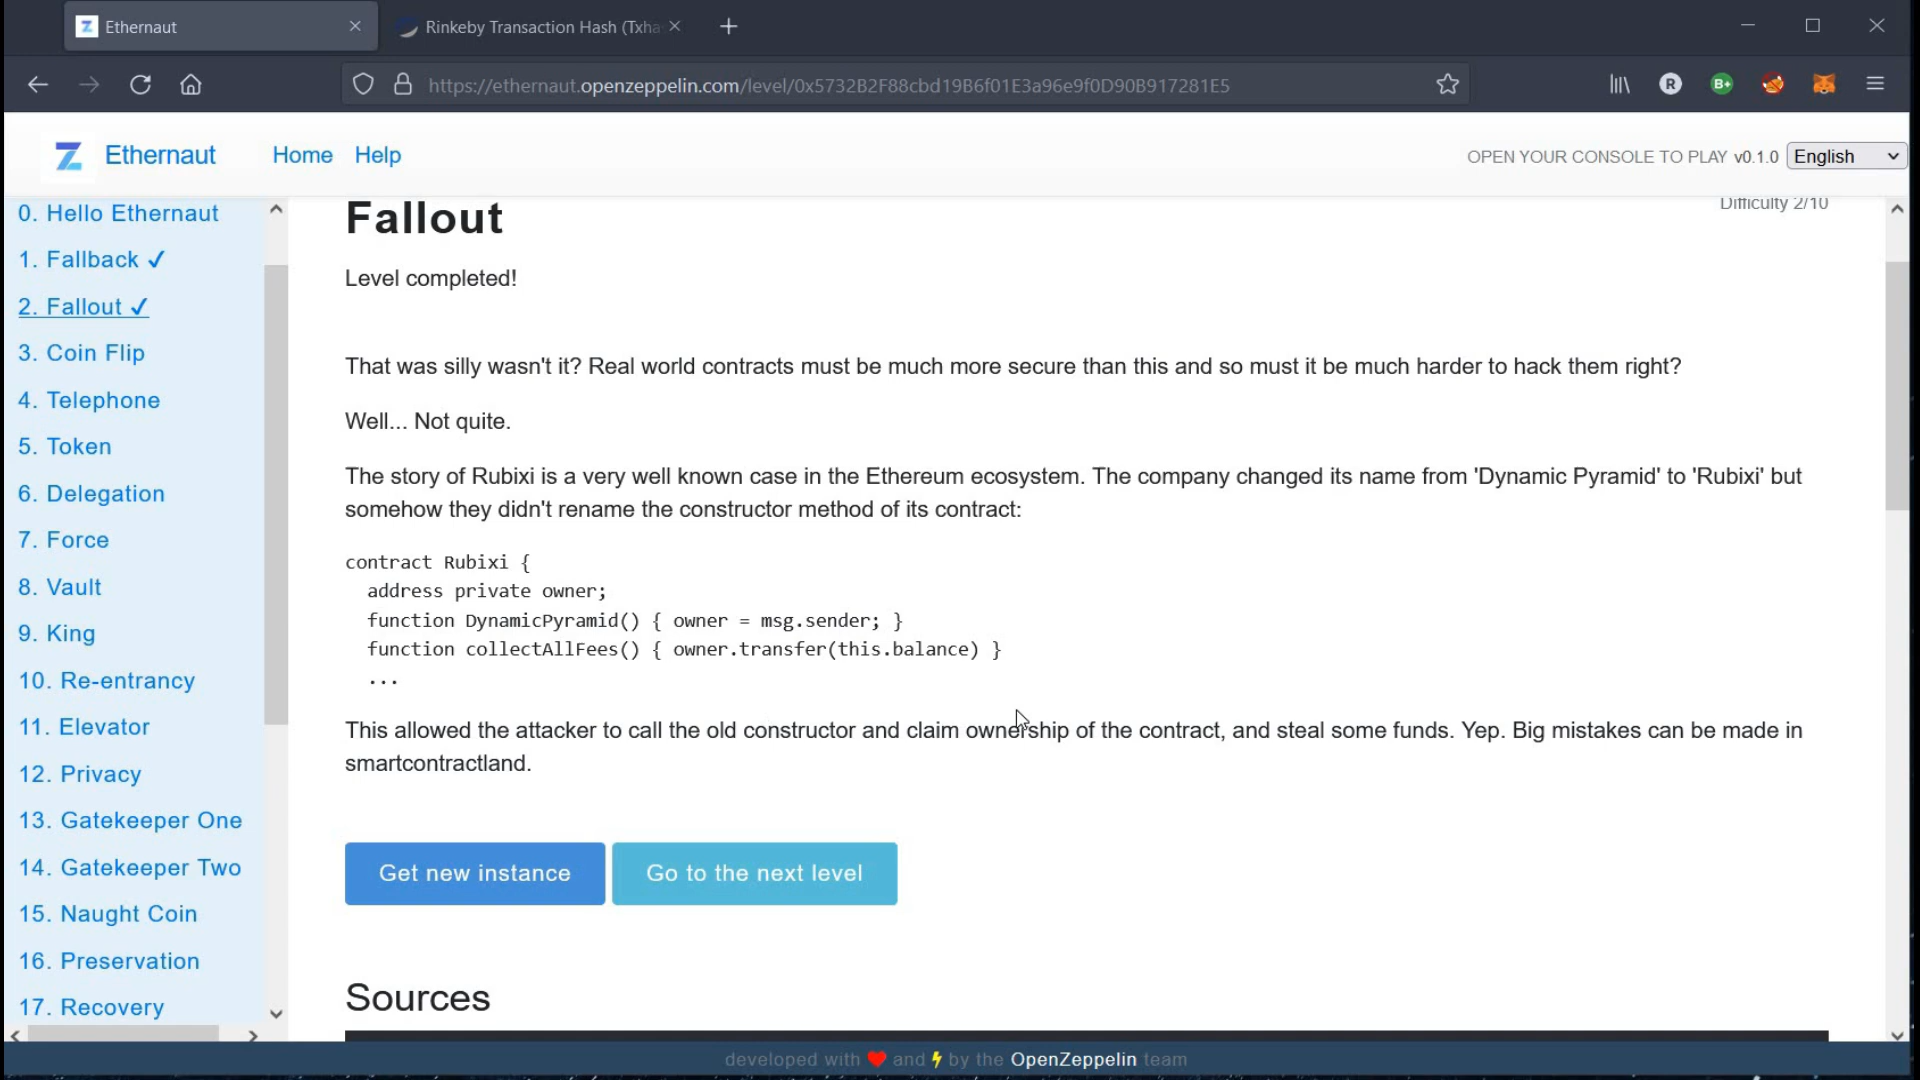 Ethernaut
Rinkeby Transaction Hash (Txha
https://ethernaut.openzeppelin.com/level/0x5732B2F88cbd19B6f01E3a96e9f0D90B917281E5
R
B+
Ethernaut
Home
Help
OPEN YOUR CONSOLE TO PLAY v0.1.0
English
0. Hello Ethernaut
1. Fallback ✓
2. Fallout ✓
3. Coin Flip
4. Telephone
5. Token
6. Delegation
7. Force
8. Vault
9. King
10. Re-entrancy
11. Elevator
12. Privacy
13. Gatekeeper One
14. Gatekeeper Two
15. Naught Coin
16. Preservation
17. Recovery
Fallout
Difficulty 2/10
Level completed!
That was silly wasn't it? Real world contracts must be much more secure than this and so must it be much harder to hack them right?
Well... Not quite.
The story of Rubixi is a very well known case in the Ethereum ecosystem. The company changed its name from 'Dynamic Pyramid' to 'Rubixi' but
somehow they didn't rename the constructor method of its contract:
contract Rubixi {
address private owner;
function DynamicPyramid() { owner = msg.sender; }
function collectAllFees() { owner.transfer(this.balance) }
...
This allowed the attacker to call the old constructor and claim ownership of the contract, and steal some funds. Yep. Big mistakes can be made in
smartcontractland.
Get new instance
Go to the next level
Sources
developed with ❤ and ⚡ by the OpenZeppelin team